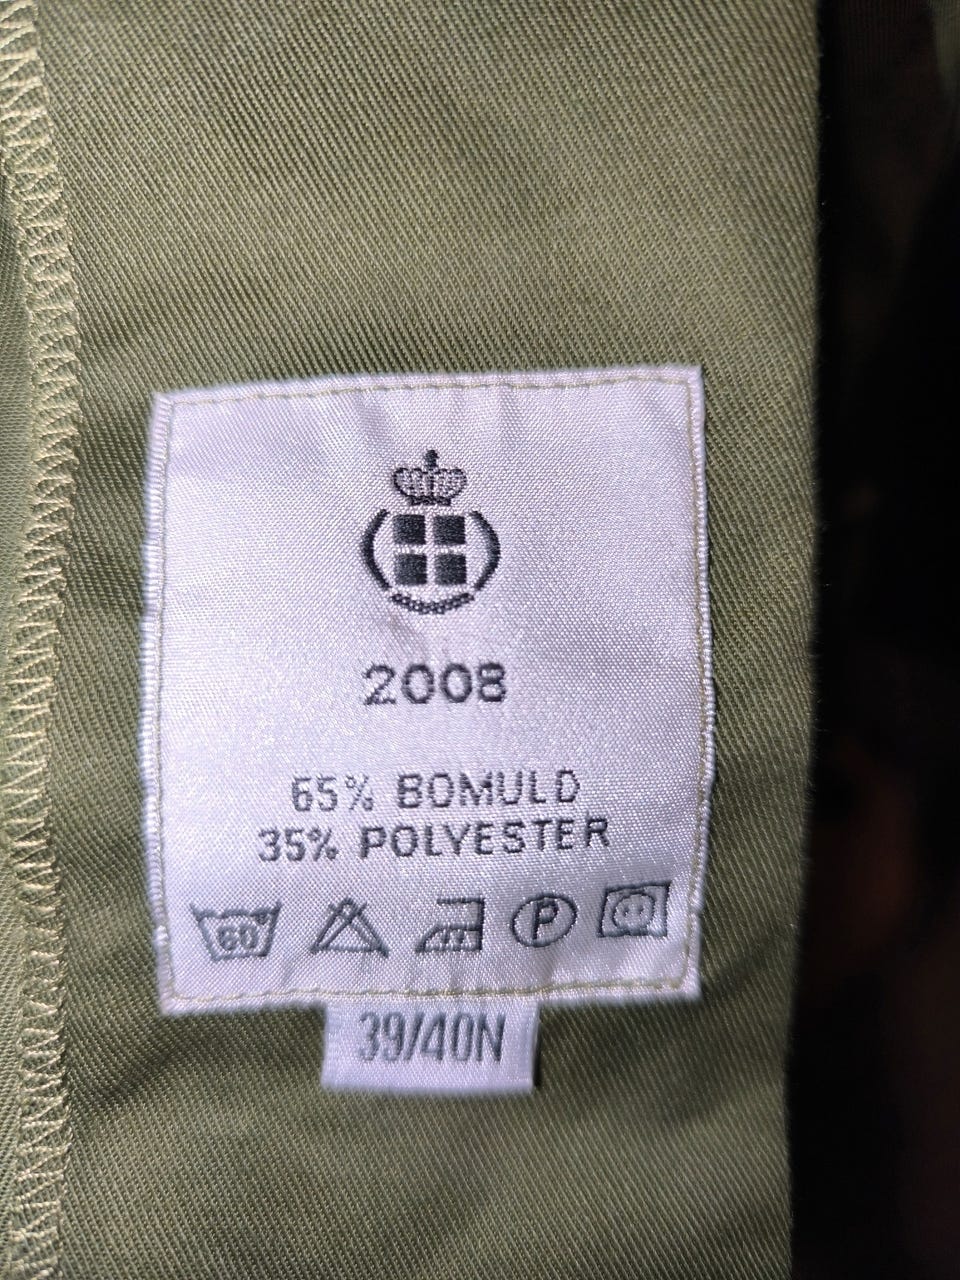 2008
65% BOMULD
35% POLYESTER
60° P
39/40N